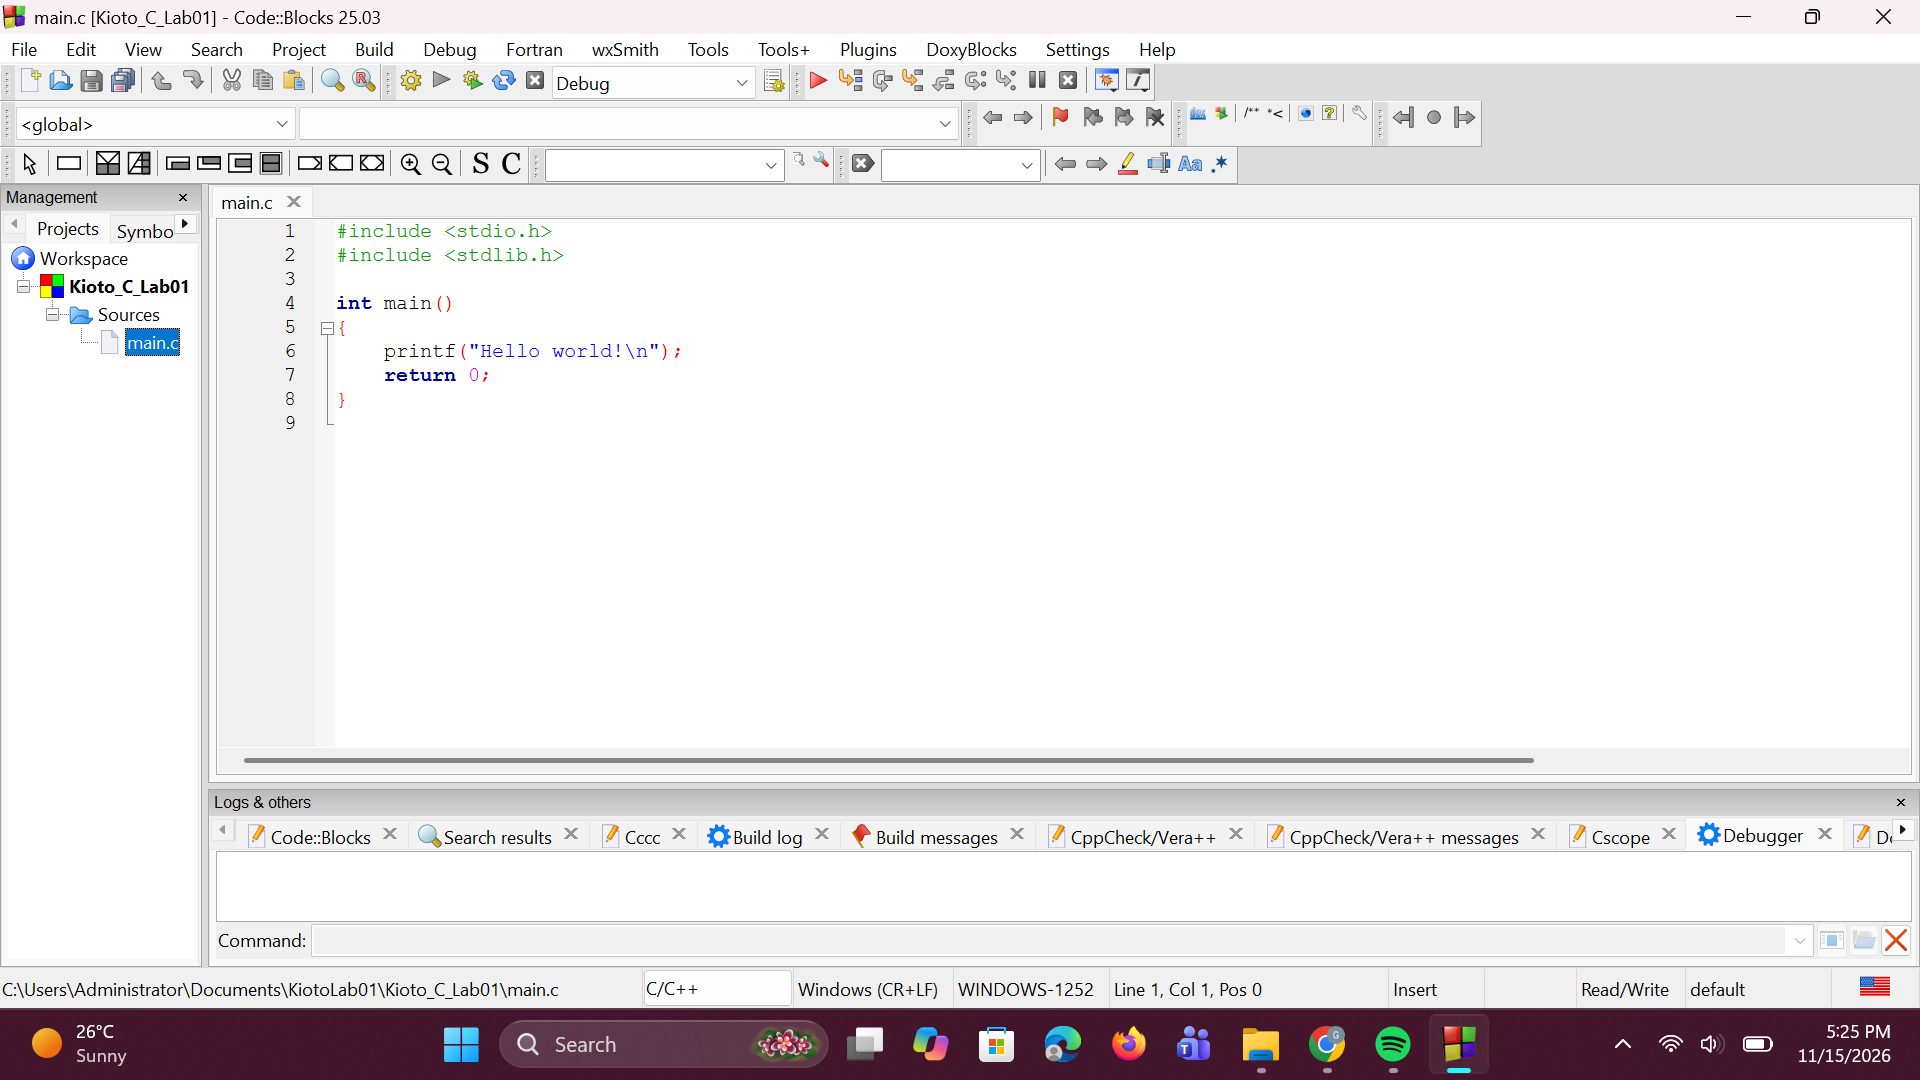 main.c [Kioto_C_Lab01] - Code::Blocks 25.03
File Edit View Search Project Build Debug Fortran wxSmith Tools Tools+ Plugins DoxyBlocks Settings Help
Debug
<global>
/** *<
S C
Aa .*
Management
Projects Symbo
main.c
Workspace
Kioto_C_Lab01
Sources
main.c
1 #include <stdio.h>
2 #include <stdlib.h>
3
4 int main()
5 {
6 printf("Hello world!\n");
7 return 0;
8 }
9
Logs & others
Code::Blocks Search results Cccc Build log Build messages CppCheck/Vera++ CppCheck/Vera++ messages Cscope Debugger D
Command:
C:\Users\Administrator\Documents\KiotoLab01\Kioto_C_Lab01\main.c C/C++ Windows (CR+LF) WINDOWS-1252 Line 1, Col 1, Pos 0 Insert Read/Write default
26°C
Sunny
Search
5:25 PM
11/15/2026